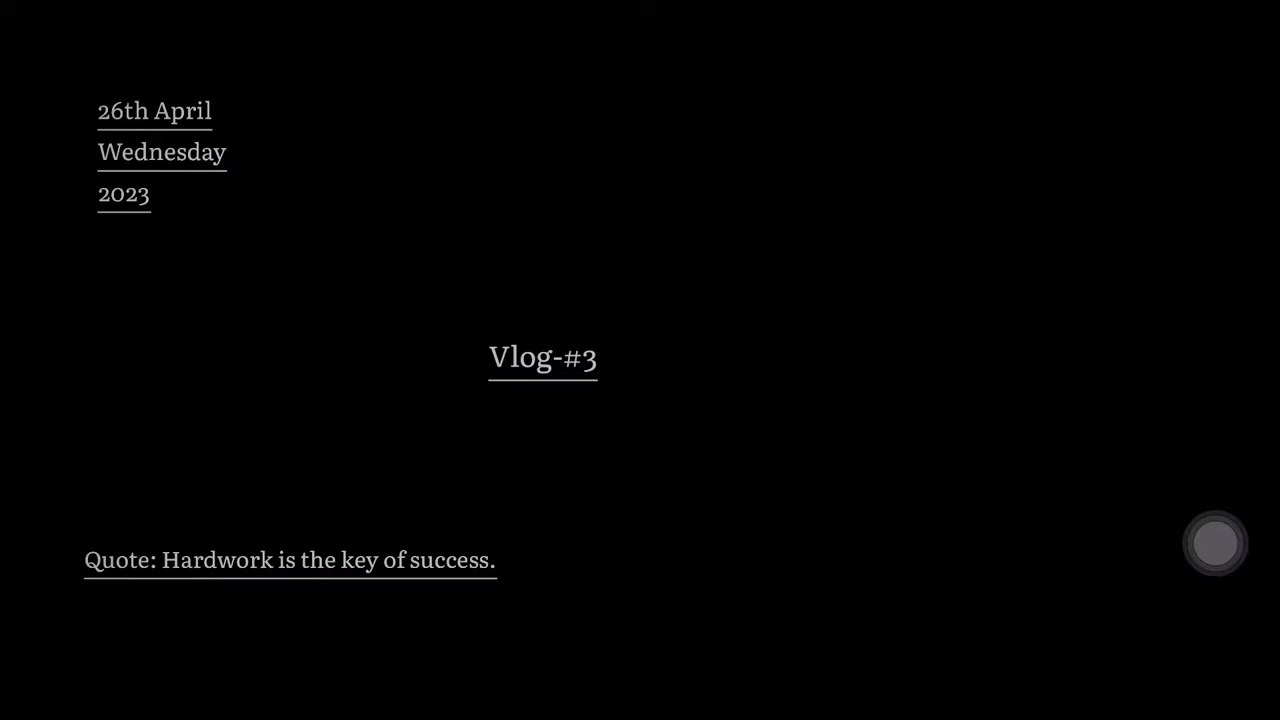 26th April
Wednesday
2023
Vlog-#3
Quote: Hardwork is the key of success.